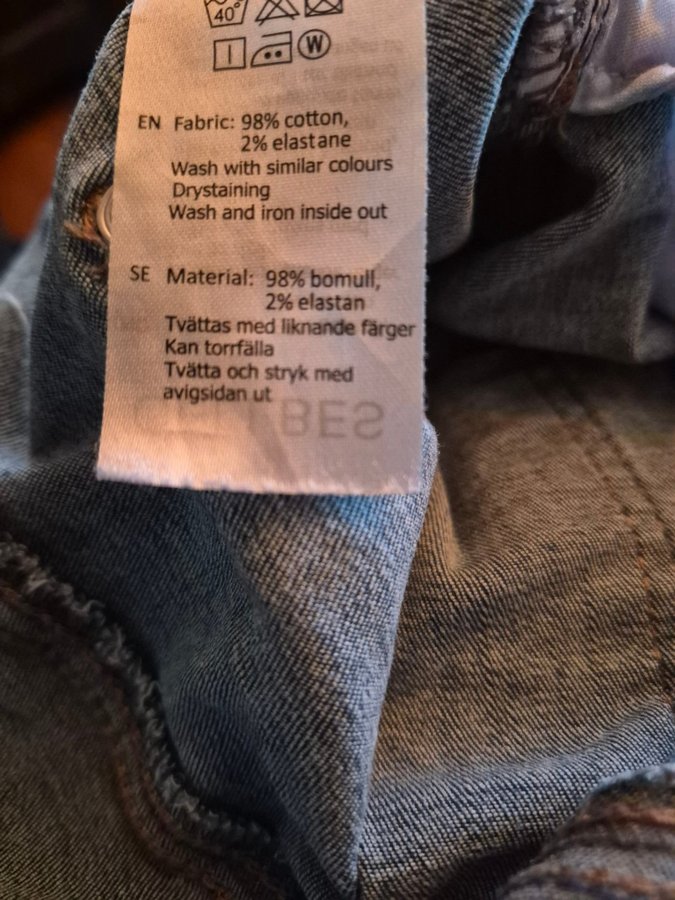 40°
W
EN Fabric: 98% cotton,
2% elastane
Wash with similar colours
Drystaining
Wash and iron inside out
SE Material: 98% bomull,
2% elastan
Tvättas med liknande färger
Kan torrfälla
Tvätta och stryk med
avigsidan ut